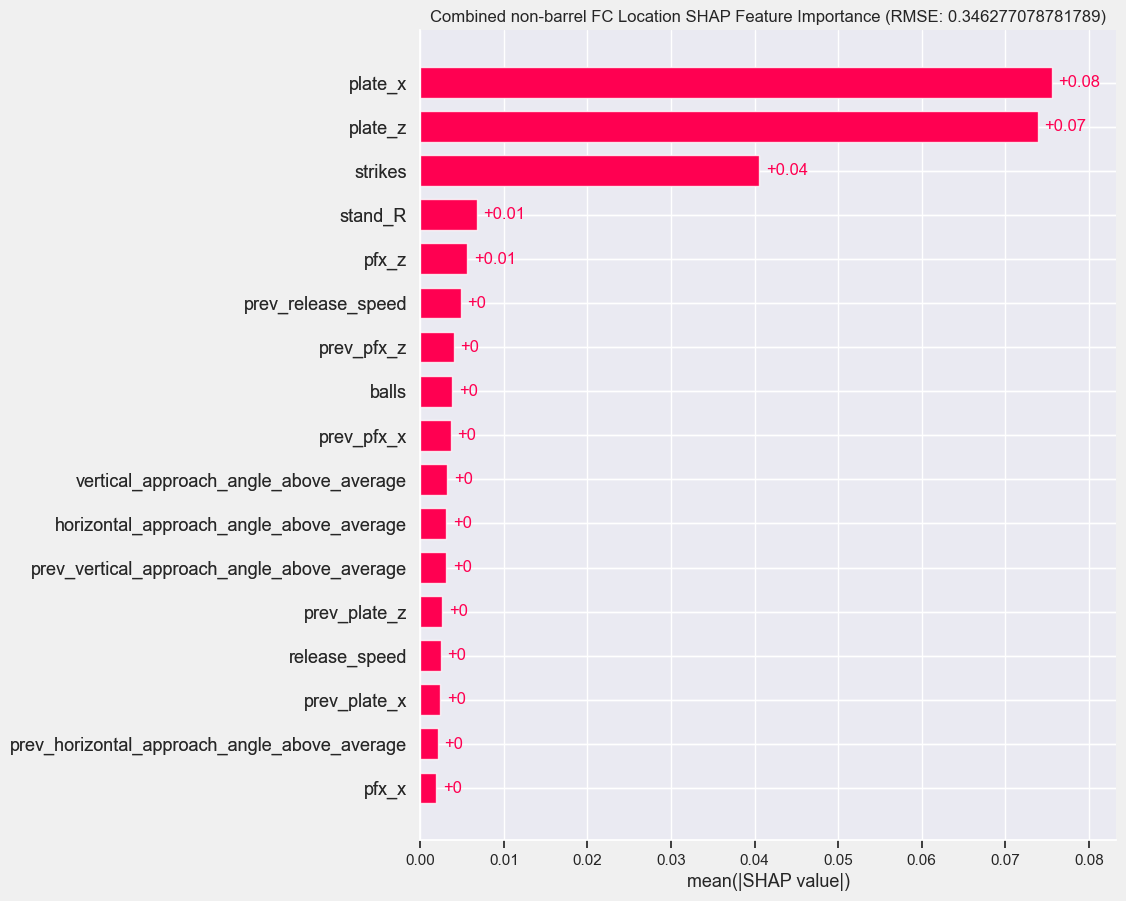 Combined non-barrel FC Location SHAP Feature Importance (RMSE: 0.346277078781789)
plate_x +0.08
plate_z +0.07
strikes +0.04
stand_R +0.01
pfx_z +0.01
prev_release_speed +0
prev_pfx_z +0
balls +0
prev_pfx_x +0
vertical_approach_angle_above_average +0
horizontal_approach_angle_above_average +0
prev_vertical_approach_angle_above_average +0
prev_plate_z +0
release_speed +0
prev_plate_x +0
prev_horizontal_approach_angle_above_average +0
pfx_x +0
0.00 0.01 0.02 0.03 0.04 0.05 0.06 0.07 0.08
mean(|SHAP value|)